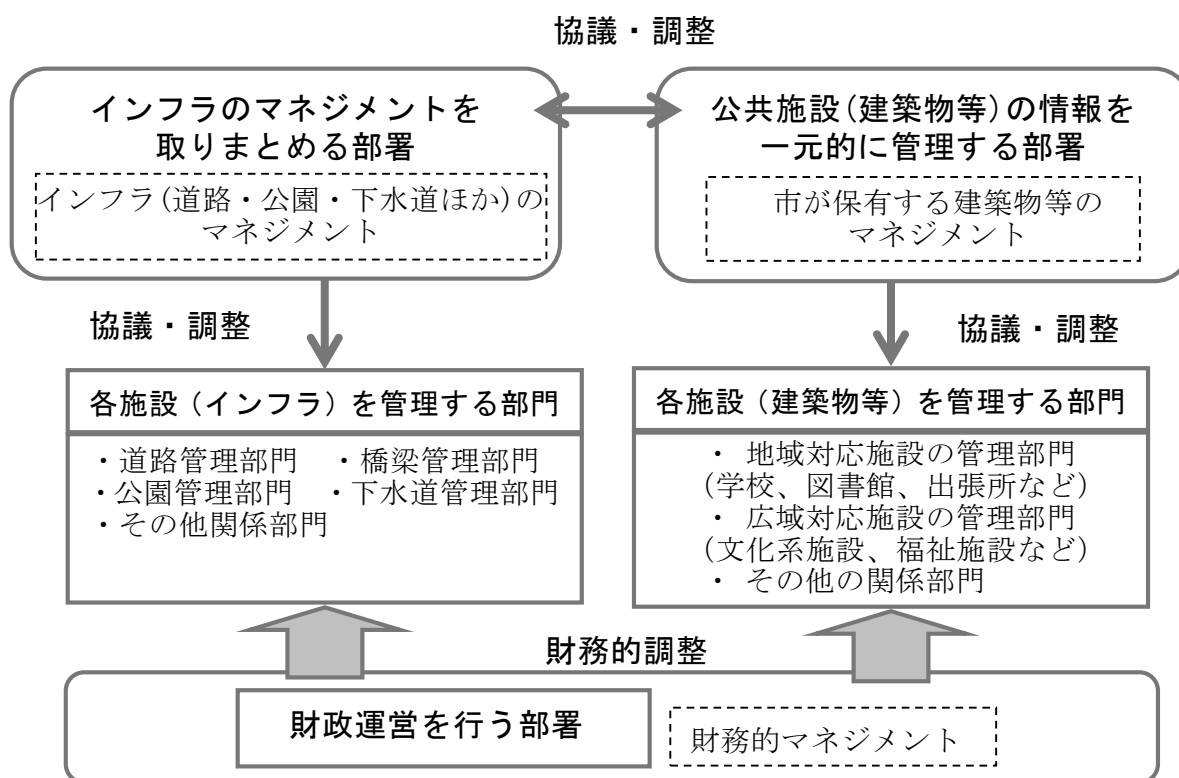 協議・調整
インフラのマネジメントを
取りまとめる部署
インフラ(道路・公園・下水道ほか)の
マネジメント
公共施設(建築物等)の情報を
一元的に管理する部署
市が保有する建築物等の
マネジメント
協議・調整
協議・調整
各施設（インフラ）を管理する部門
・道路管理部門　・橋梁管理部門
・公園管理部門　・下水道管理部門
・その他関係部門
各施設（建築物等）を管理する部門
・ 地域対応施設の管理部門
(学校、図書館、出張所など)
・ 広域対応施設の管理部門
(文化系施設、福祉施設など)
・ その他の関係部門
財務的調整
財政運営を行う部署
財務的マネジメント